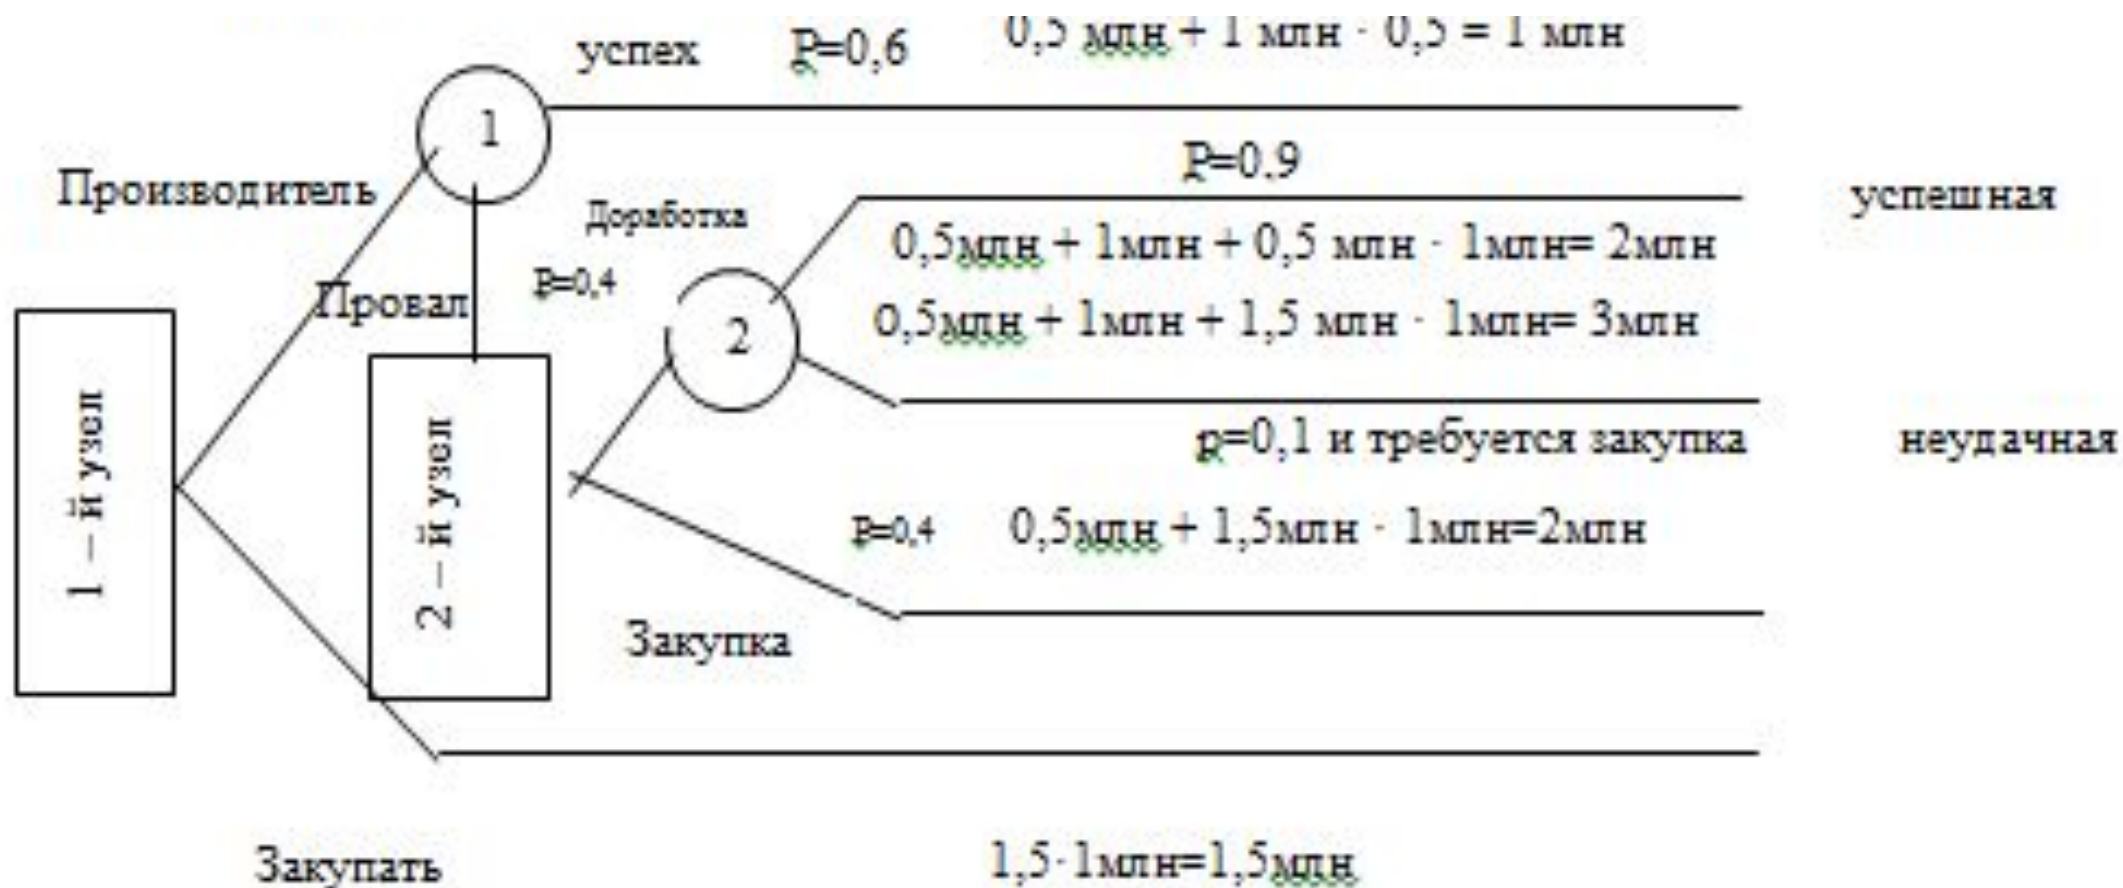 успех P=0,6 0,5 млн + 1 млн · 0,5 = 1 млн
1
P=0,9
Производитель
успешная
Доработка
0,5млн + 1млн + 0,5 млн · 1млн= 2млн
P=0,4
Провал
2
0,5млн + 1млн + 1,5 млн · 1млн= 3млн
1 – й узел
2 – й узел
p=0,1 и требуется закупка
неудачная
P=0,4 0,5млн + 1,5млн · 1млн=2млн
Закупка
Закупать 1,5·1млн=1,5млн